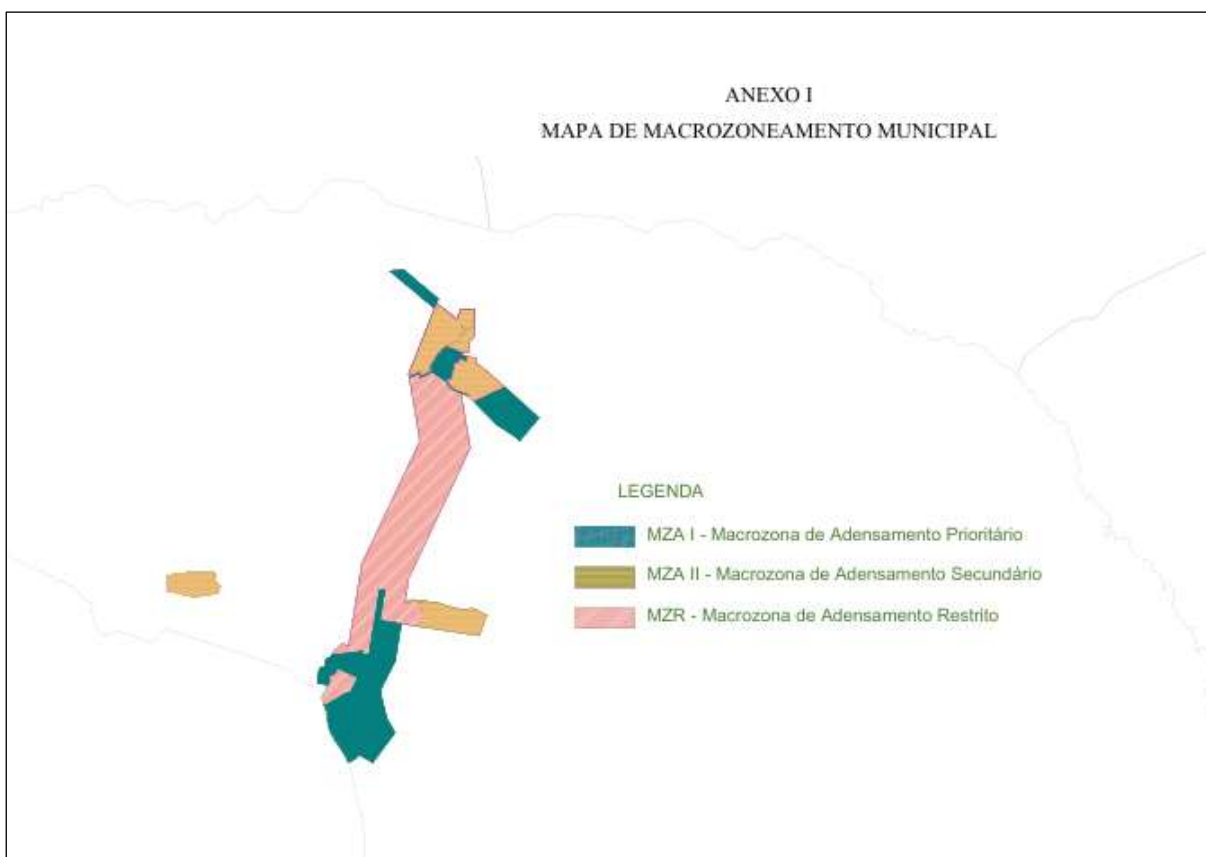 ANEXO I
MAPA DE MACROZONEAMENTO MUNICIPAL
LEGENDA
MZA I - Macrozona de Adensamento Prioritário
MZA II - Macrozona de Adensamento Secundário
MZR - Macrozona de Adensamento Restrito